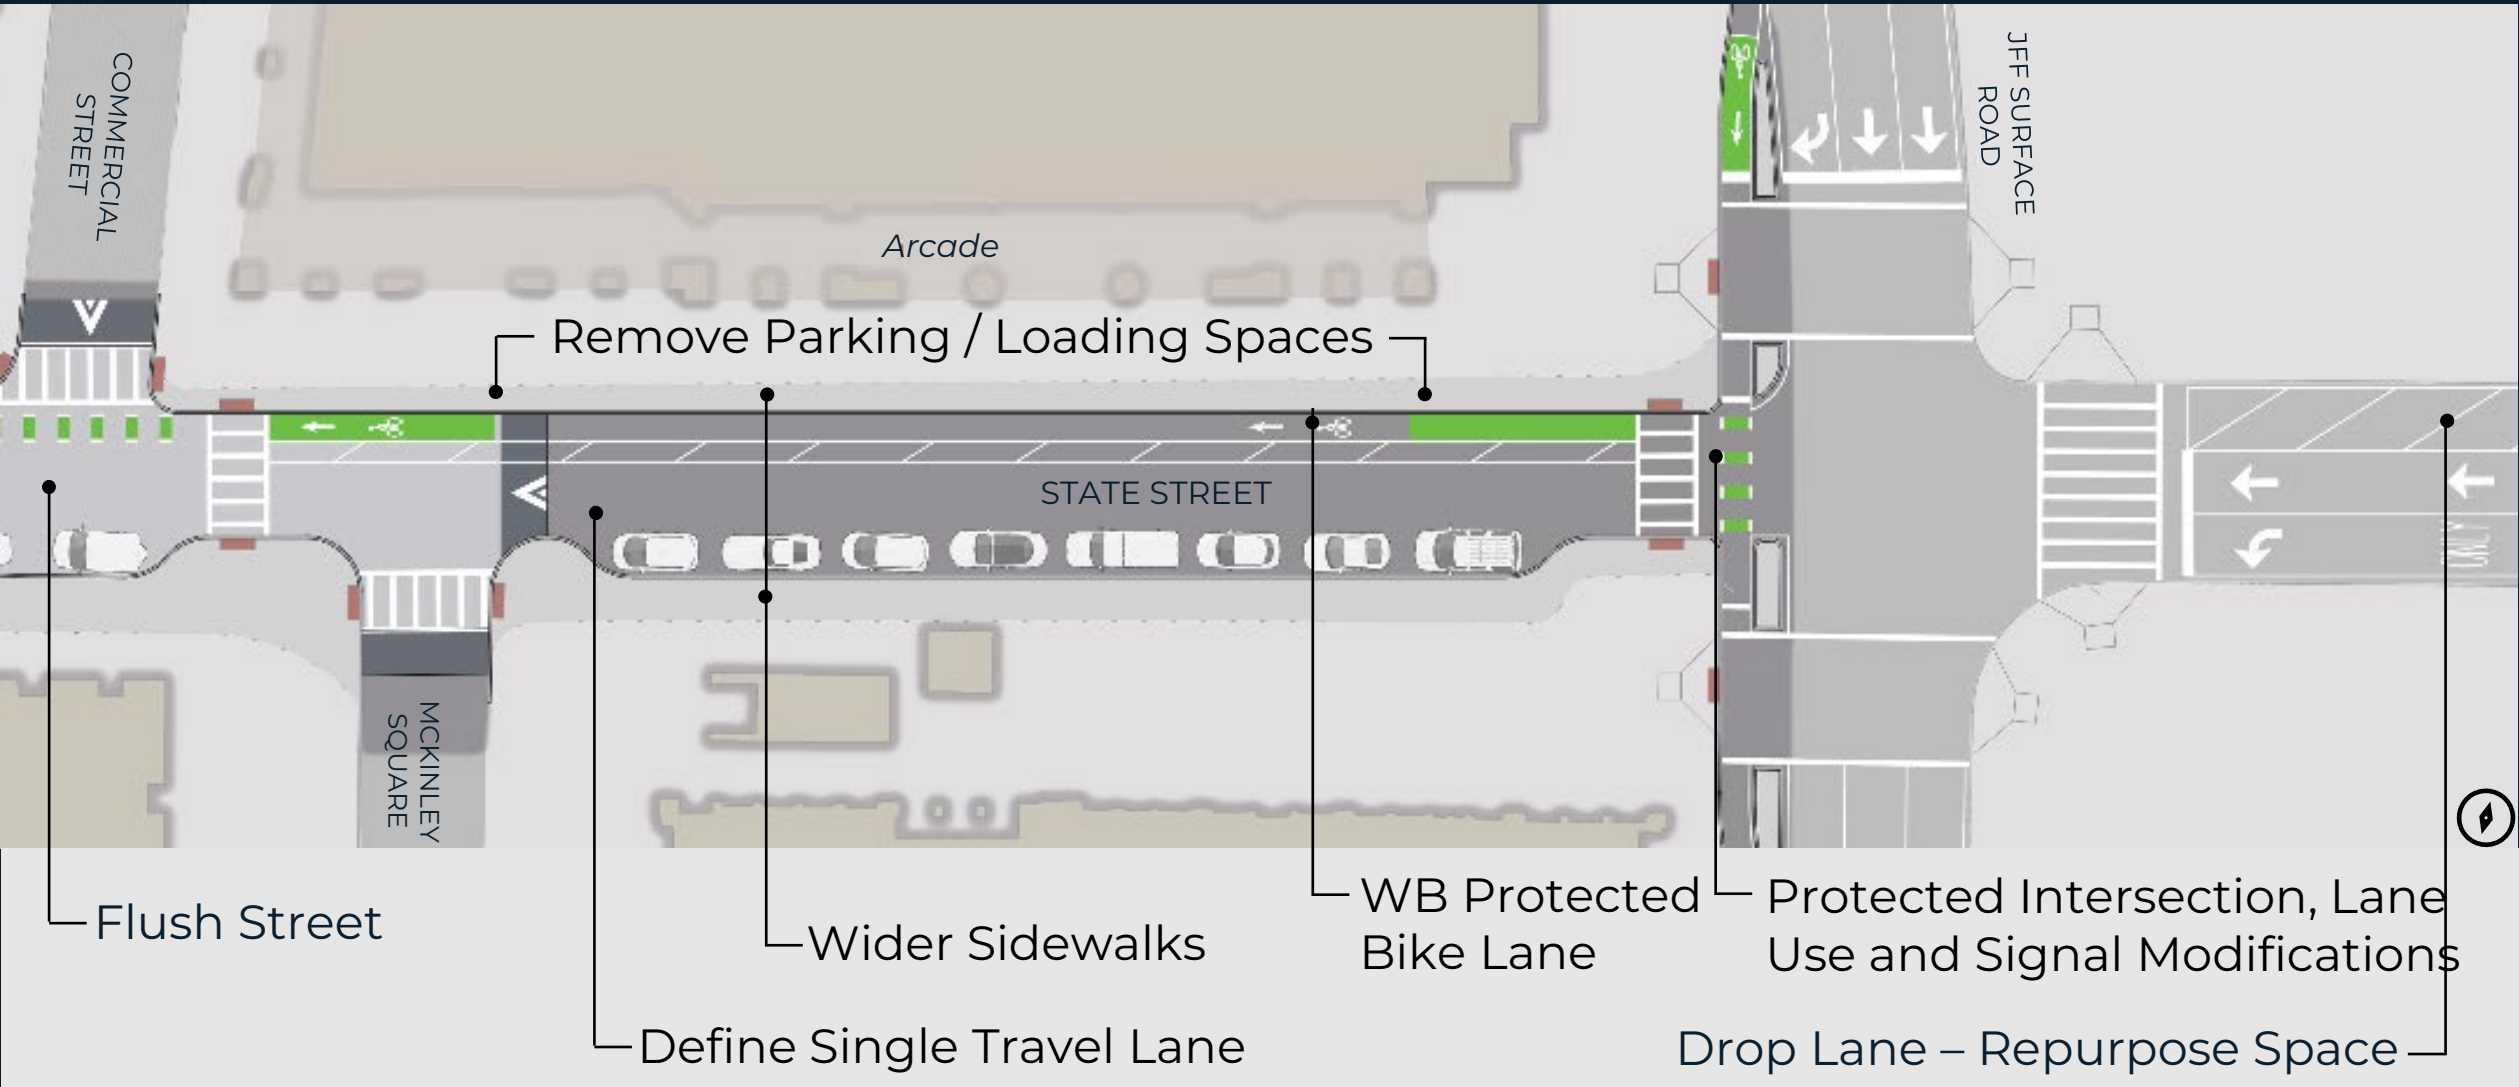 COMMERCIAL
STREET
JFF SURFACE
ROAD
Arcade
Remove Parking / Loading Spaces
STATE STREET
MCKINLEY
SQUARE
Flush Street
Wider Sidewalks
Define Single Travel Lane
WB Protected
Bike Lane
Protected Intersection, Lane
Use and Signal Modifications
Drop Lane – Repurpose Space